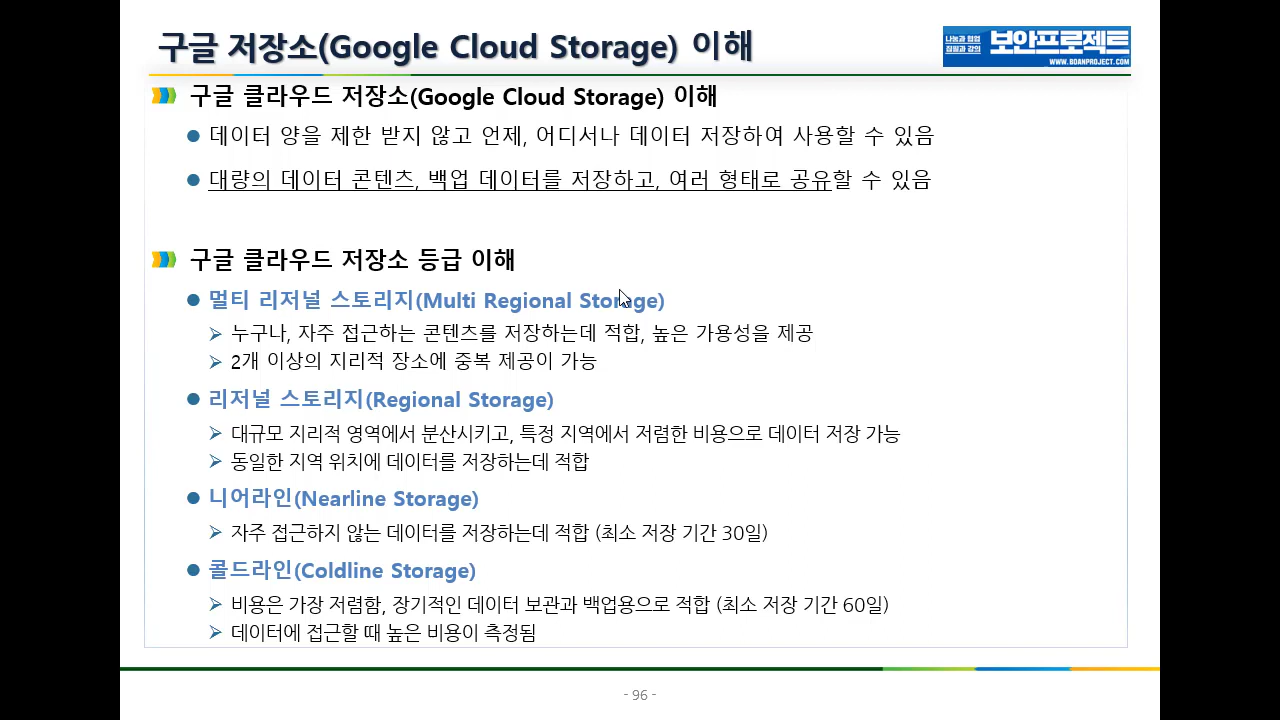 구글 저장소(Google Cloud Storage) 이해
나눔과 협업
집필과 강의
보안프로젝트
WWW.BOANPROJECT.COM
구글 클라우드 저장소(Google Cloud Storage) 이해
데이터 양을 제한 받지 않고 언제, 어디서나 데이터 저장하여 사용할 수 있음
대량의 데이터 콘텐츠, 백업 데이터를 저장하고, 여러 형태로 공유할 수 있음
구글 클라우드 저장소 등급 이해
멀티 리저널 스토리지(Multi Regional Storage)
누구나, 자주 접근하는 콘텐츠를 저장하는데 적합, 높은 가용성을 제공
2개 이상의 지리적 장소에 중복 제공이 가능
리저널 스토리지(Regional Storage)
대규모 지리적 영역에서 분산시키고, 특정 지역에서 저렴한 비용으로 데이터 저장 가능
동일한 지역 위치에 데이터를 저장하는데 적합
니어라인(Nearline Storage)
자주 접근하지 않는 데이터를 저장하는데 적합 (최소 저장 기간 30일)
콜드라인(Coldline Storage)
비용은 가장 저렴함, 장기적인 데이터 보관과 백업용으로 적합 (최소 저장 기간 60일)
데이터에 접근할 때 높은 비용이 측정됨
- 96 -